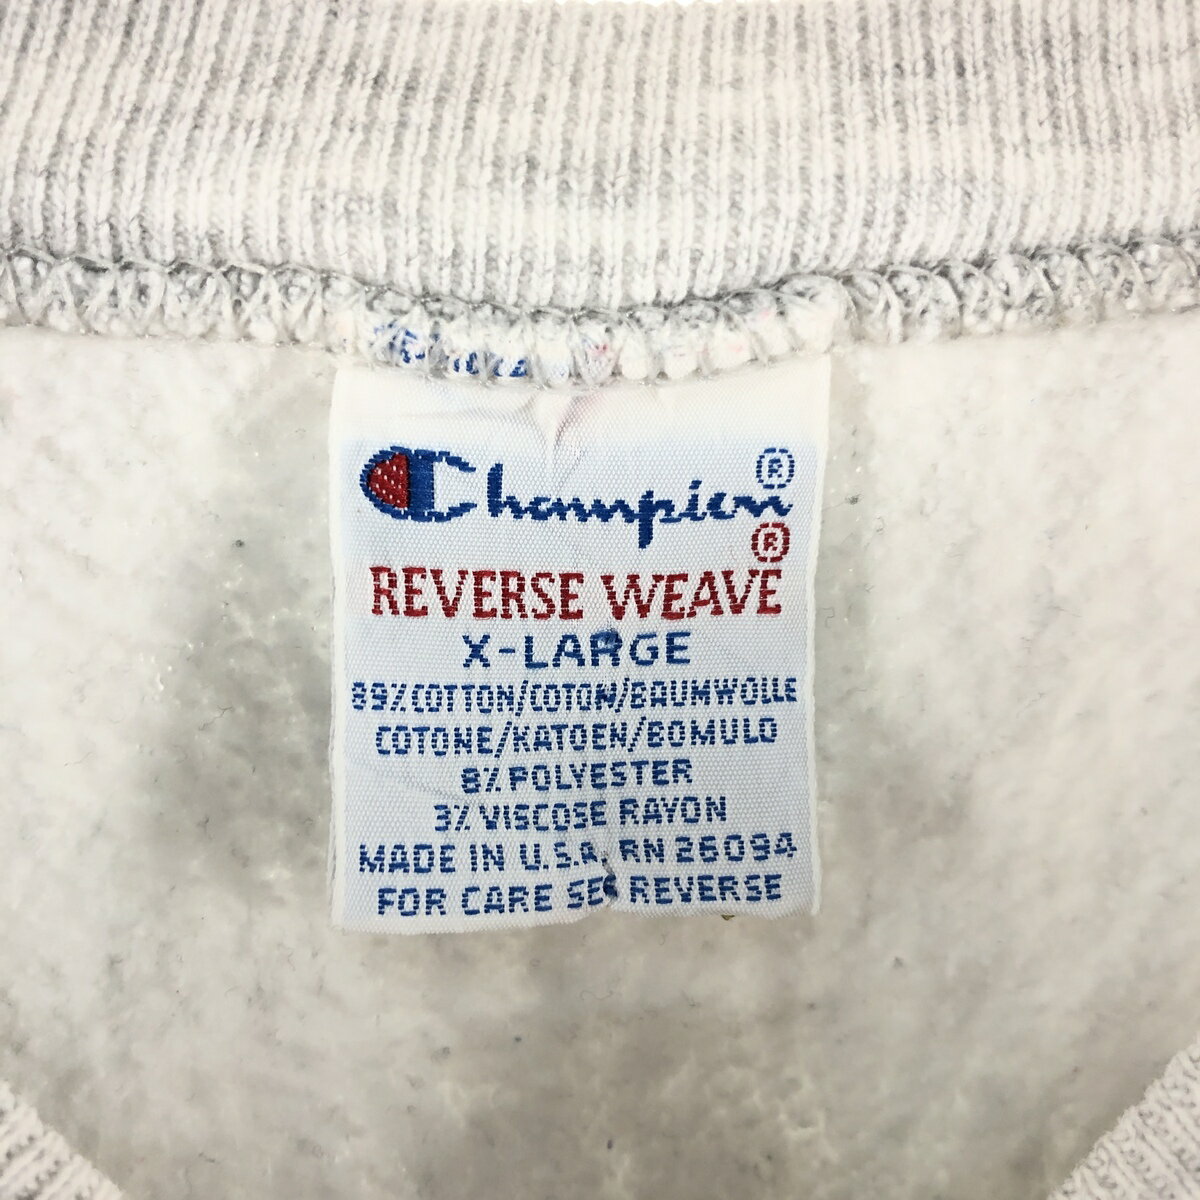 Champion®
®
REVERSE WEAVE
X-LARGE
89% COTTON/COTON/BAUMWOLLE
COTONE/KATOEN/BOMULD
8% POLYESTER
3% VISCOSE RAYON
MADE IN U.S.A. RN 26094
FOR CARE SEE REVERSE